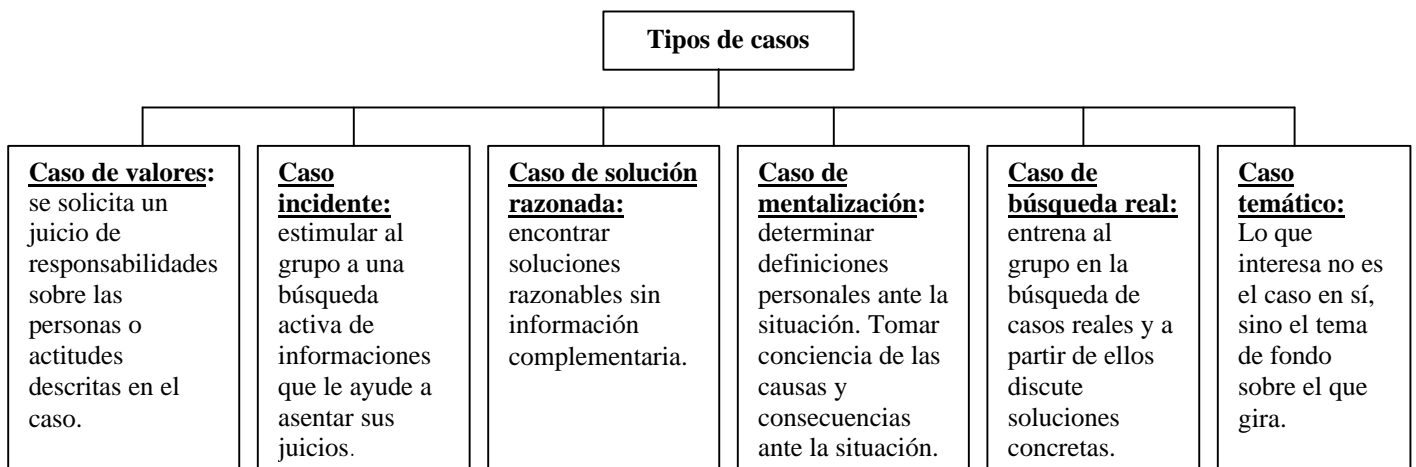 Tipos de casos
Caso de valores:
se solicita un
juicio de
responsabilidades
sobre las
personas o
actitudes
descritas en el
caso.
Caso
incidente:
estimular al
grupo a una
búsqueda
activa de
informaciones
que le ayude a
asentar sus
juicios.
Caso de solución
razonada:
encontrar
soluciones
razonables sin
información
complementaria.
Caso de
mentalización:
determinar
definiciones
personales ante la
situación. Tomar
conciencia de las
causas y
consecuencias
ante la situación.
Caso de
búsqueda real:
entrena al
grupo en la
búsqueda de
casos reales y a
partir de ellos
discute
soluciones
concretas.
Caso
temático:
Lo que
interesa no es
el caso en sí,
sino el tema
de fondo
sobre el que
gira.